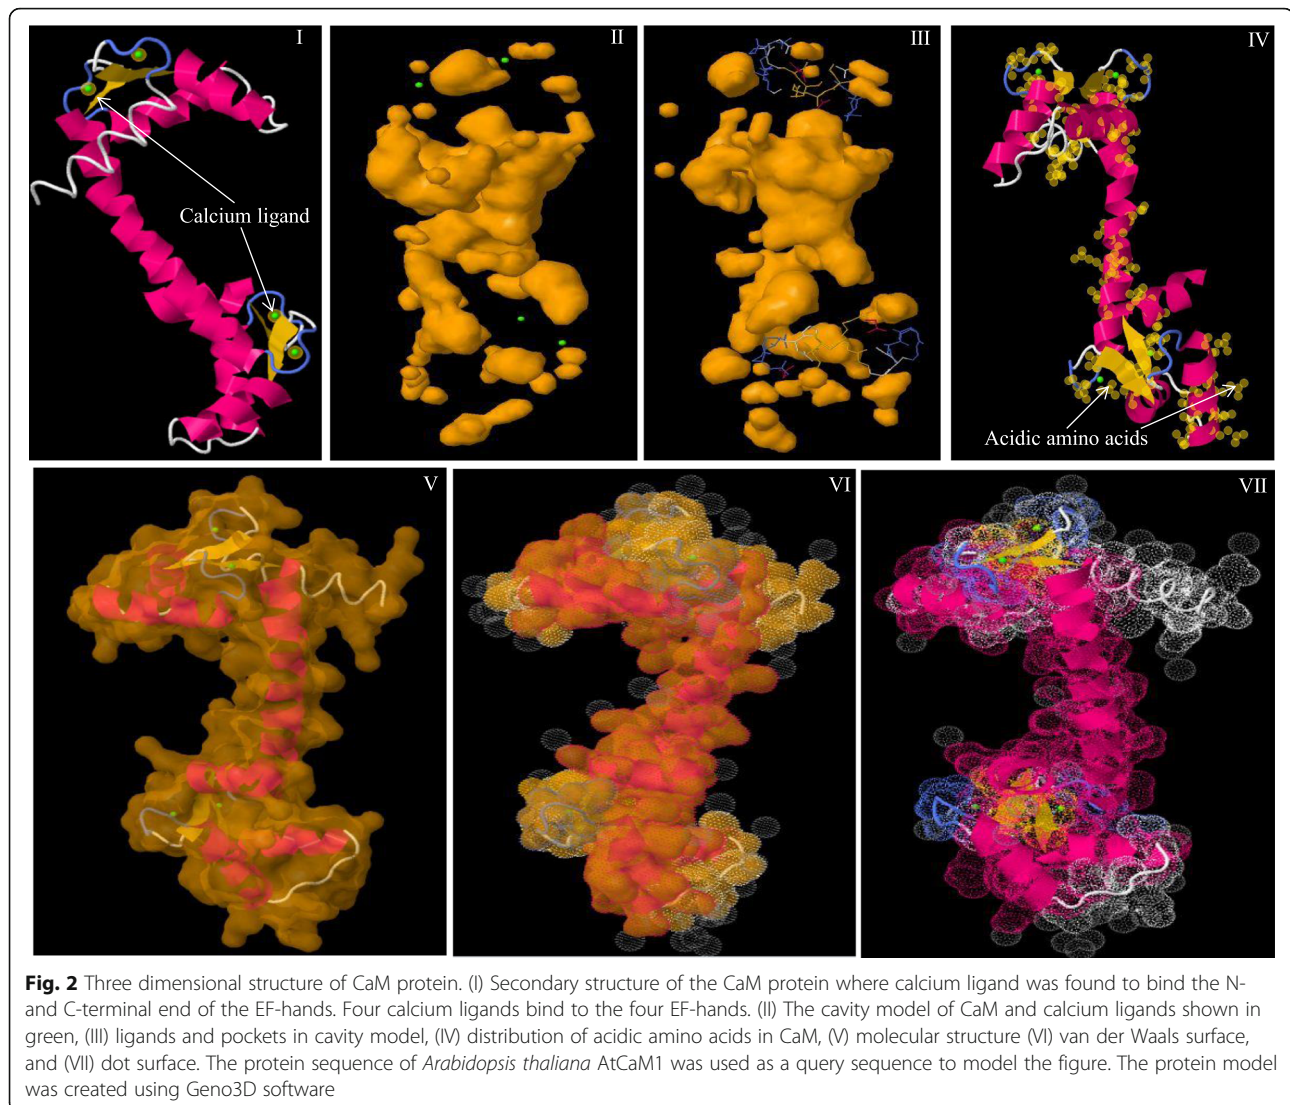 I
II
III
IV
Calcium ligand
Acidic amino acids
V
VI
VII
Fig. 2 Three dimensional structure of CaM protein. (I) Secondary structure of the CaM protein where calcium ligand was found to bind the N-
and C-terminal end of the EF-hands. Four calcium ligands bind to the four EF-hands. (II) The cavity model of CaM and calcium ligands shown in
green, (III) ligands and pockets in cavity model, (IV) distribution of acidic amino acids in CaM, (V) molecular structure (VI) van der Waals surface,
and (VII) dot surface. The protein sequence of Arabidopsis thaliana AtCaM1 was used as a query sequence to model the figure. The protein model
was created using Geno3D software